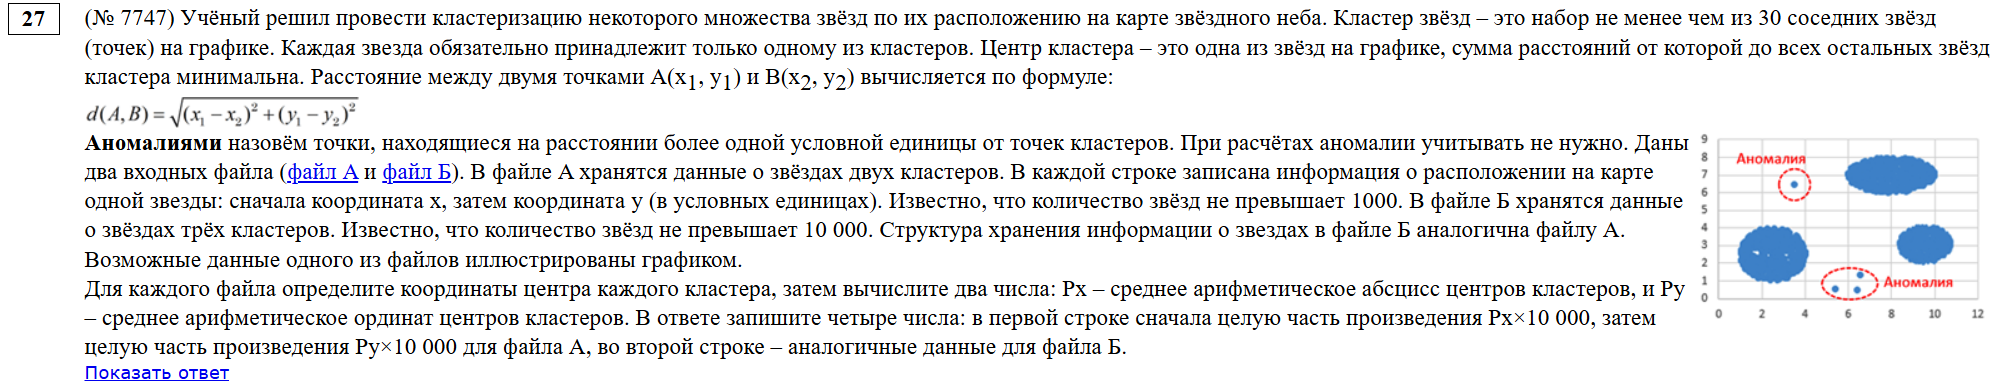 27
(№ 7747) Учёный решил провести кластеризацию некоторого множества звёзд по их расположению на карте звёздного неба. Кластер звёзд – это набор не менее чем из 30 соседних звёзд
(точек) на графике. Каждая звезда обязательно принадлежит только одному из кластеров. Центр кластера – это одна из звёзд на графике, сумма расстояний от которой до всех остальных звёзд
кластера минимальна. Расстояние между двумя точками A(x1, y1) и B(x2, y2) вычисляется по формуле:
d(A,B) = √(x1 − x2)² + (y1 − y2)²
Аномалиями назовём точки, находящиеся на расстоянии более одной условной единицы от точек кластеров. При расчётах аномалии учитывать не нужно. Даны
два входных файла (файл А и файл Б). В файле А хранятся данные о звёздах двух кластеров. В каждой строке записана информация о расположении на карте
одной звезды: сначала координата x, затем координата y (в условных единицах). Известно, что количество звёзд не превышает 1000. В файле Б хранятся данные
о звёздах трёх кластеров. Известно, что количество звёзд не превышает 10 000. Структура хранения информации о звездах в файле Б аналогична файлу А.
Возможные данные одного из файлов иллюстрированы графиком.
Для каждого файла определите координаты центра каждого кластера, затем вычислите два числа: Px – среднее арифметическое абсцисс центров кластеров, и Py
– среднее арифметическое ординат центров кластеров. В ответе запишите четыре числа: в первой строке сначала целую часть произведения Px×10 000, затем
целую часть произведения Py×10 000 для файла А, во второй строке – аналогичные данные для файла Б.
Показать ответ
9
8
7
6
5
4
3
2
1
0
Аномалия
Аномалия
0 2 4 6 8 10 12